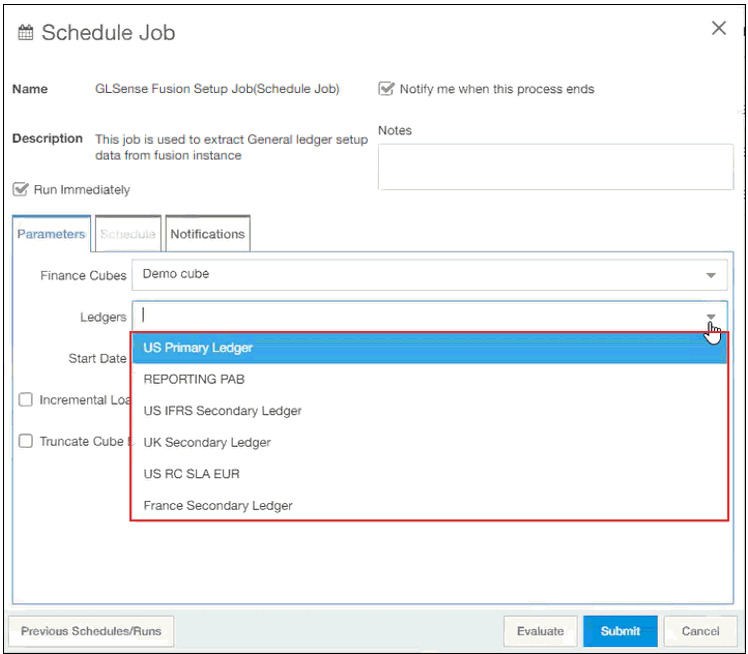 Schedule Job
Name GLSense Fusion Setup Job(Schedule Job)
Notify me when this process ends
Description This job is used to extract General ledger setup
data from fusion instance
Notes
Run Immediately
Parameters Schedule Notifications
Finance Cubes Demo cube
Ledgers
US Primary Ledger
Start Date
REPORTING PAB
Incremental Loa
US IFRS Secondary Ledger
Truncate Cube
UK Secondary Ledger
US RC SLA EUR
France Secondary Ledger
Previous Schedules/Runs Evaluate Submit Cancel